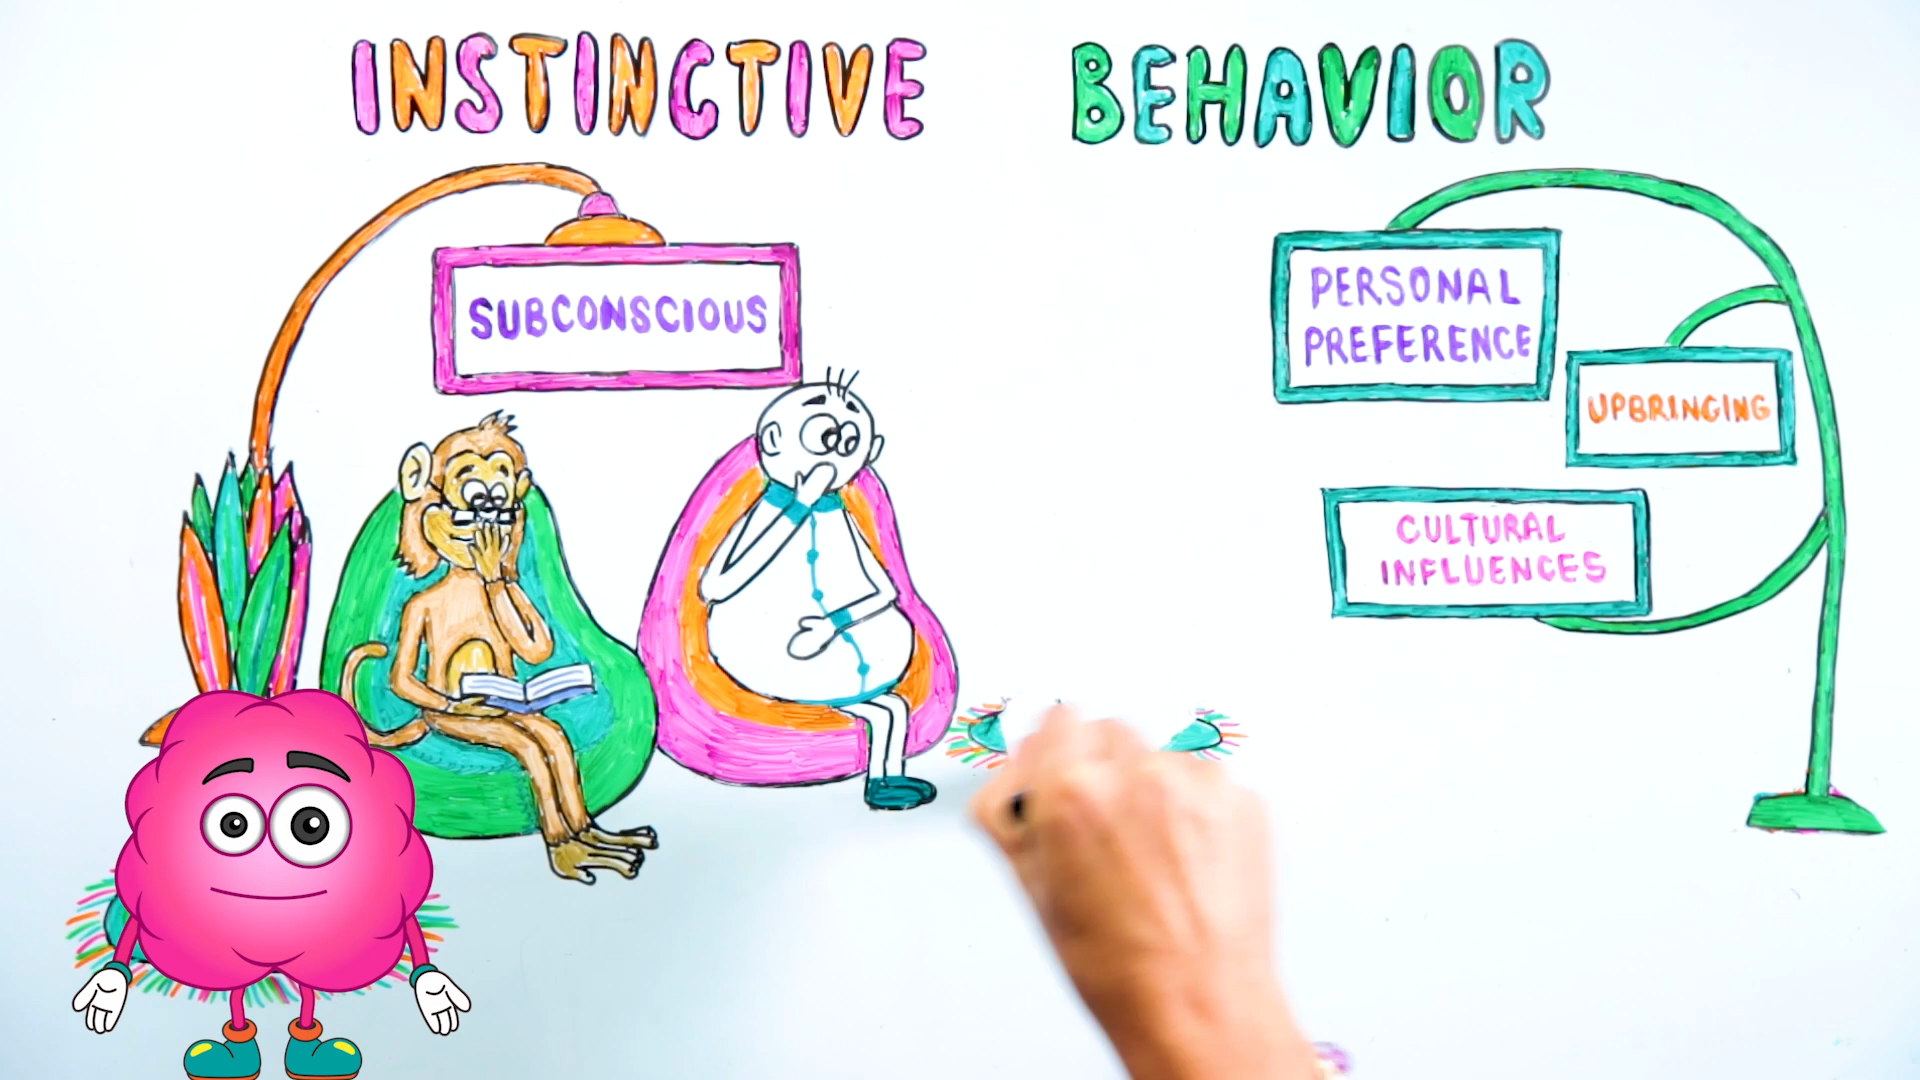 INSTINCTIVE BEHAVIOR
SUBCONSCIOUS
PERSONAL
PREFERENCE
UPBRINGING
CULTURAL
INFLUENCES